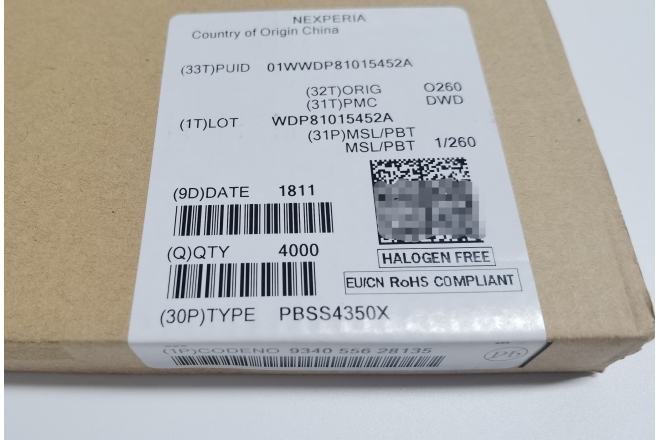 NEXPERIA
Country of Origin China
(33T)PUID 01WWDP81015452A
(32T)ORIG O260
(31T)PMC DWD
(1T)LOT WDP81015452A
(31P)MSL/PBT
MSL/PBT 1/260
(9D)DATE 1811
(Q)QTY 4000
HALOGEN FREE
EU/CN RoHS COMPLIANT
(30P)TYPE PBSS4350X
(1P)CODENO 9340 556 28135
Pb